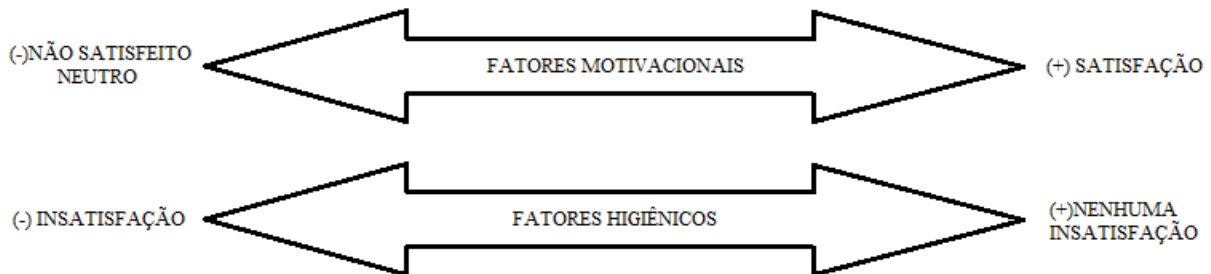 (-)NÃO SATISFEITO
NEUTRO
FATORES MOTIVACIONAIS
(+) SATISFAÇÃO
(-) INSATISFAÇÃO
FATORES HIGIÊNICOS
(+)NENHUMA
INSATISFAÇÃO